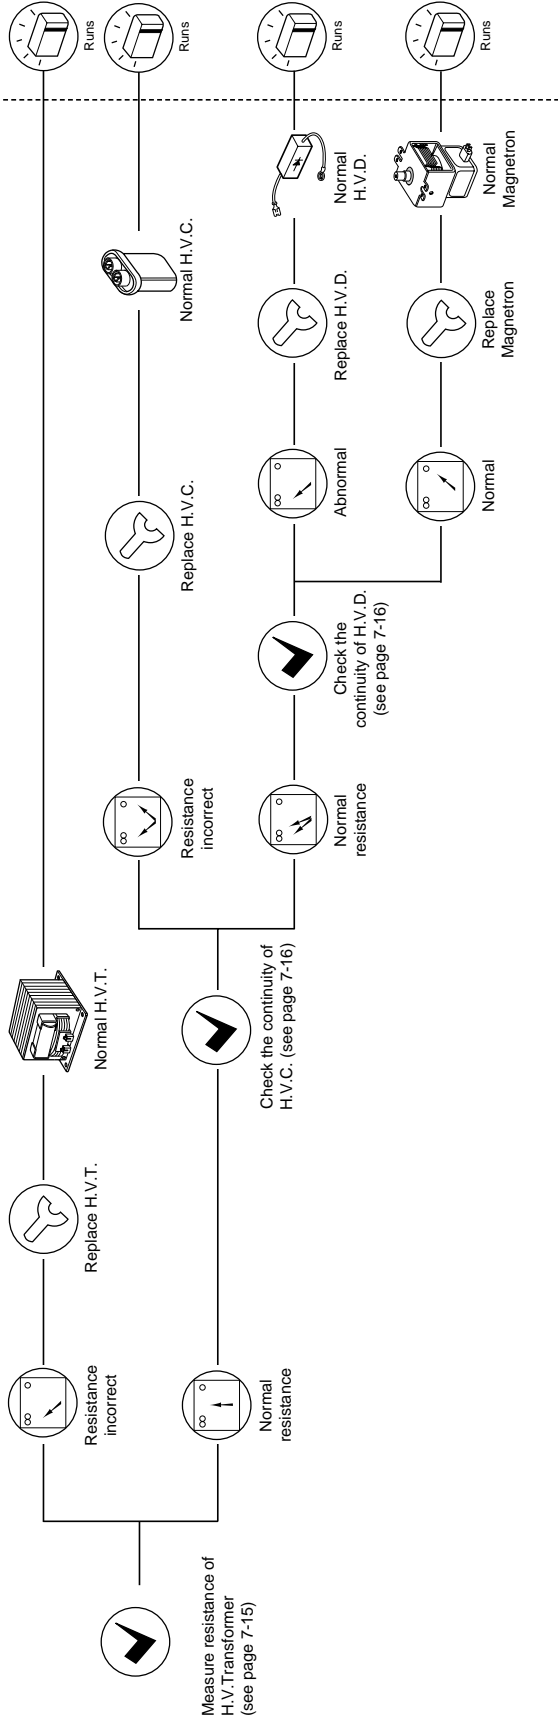 Measure resistance of
H.V.Transformer
(see page 7-15)
Resistance
incorrect
Replace H.V.T.
Normal H.V.T.
Runs
Normal
resistance
Check the continuity of
H.V.C. (see page 7-16)
Resistance
incorrect
Replace H.V.C.
Normal H.V.C.
Runs
Normal
resistance
Check the
continuity of H.V.D.
(see page 7-16)
Abnormal
Replace H.V.D.
Normal
H.V.D.
Runs
Normal
Replace
Magnetron
Normal
Magnetron
Runs